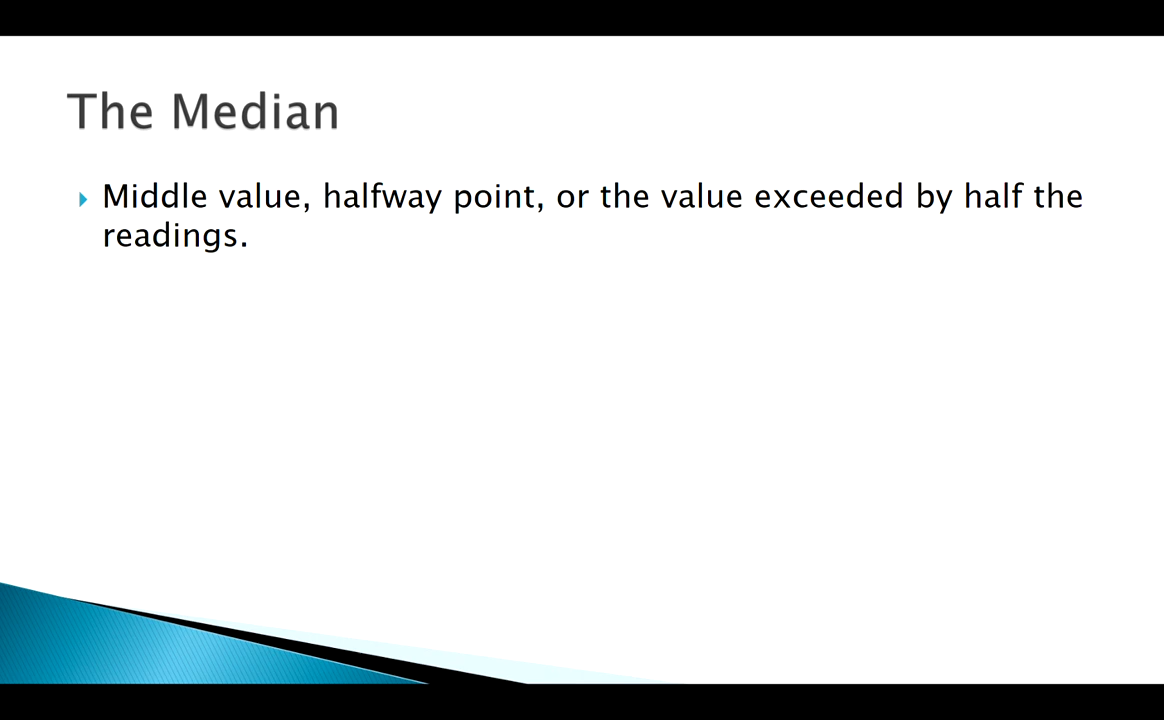 The Median
Middle value, halfway point, or the value exceeded by half the
readings.